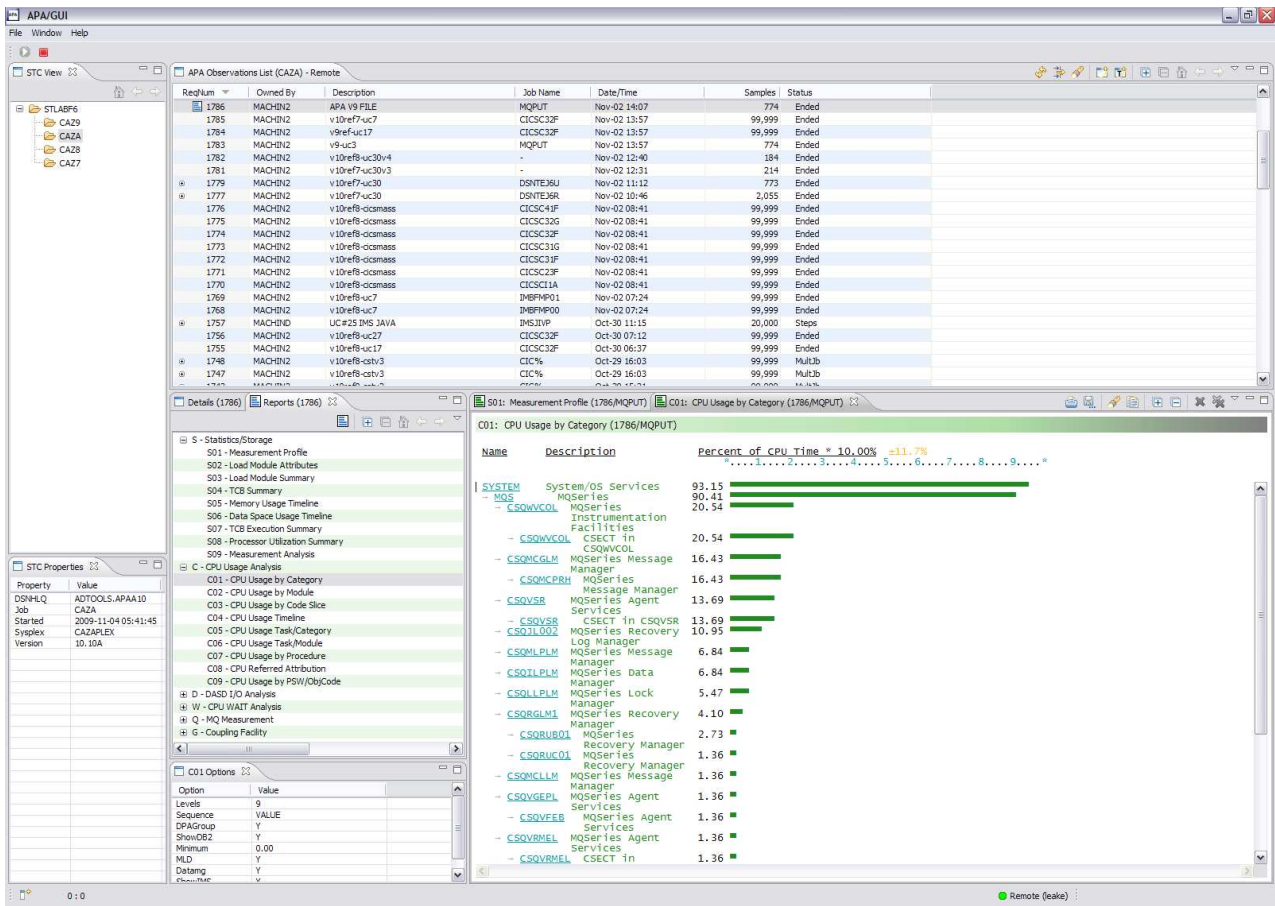 APA/GUI
File Window Help
STC View
STLABF6
CAZ9
CAZA
CAZ8
CAZ7
APA Observations List (CAZA) - Remote
ReqNum Owned By Description Job Name Date/Time Samples Status
1786 MACHIN2 APA V9 FILE MQPUT Nov-02 14:07 774 Ended
1785 MACHIN2 v10ref7-uc7 CICSC32F Nov-02 13:57 99,999 Ended
1784 MACHIN2 v9ref-uc17 CICSC32F Nov-02 13:57 99,999 Ended
1783 MACHIN2 v9-uc3 MQPUT Nov-02 13:57 774 Ended
1782 MACHIN2 v10ref8-uc30v4 - Nov-02 12:40 184 Ended
1781 MACHIN2 v10ref8-uc30v3 - Nov-02 12:31 214 Ended
1779 MACHIN2 v10ref7-uc30 DSNTEJ6U Nov-02 11:12 773 Ended
1777 MACHIN2 v10ref7-uc30 DSNTEJ6R Nov-02 10:46 2,055 Ended
1776 MACHIN2 v10ref8-cicsmass CICSC41F Nov-02 08:41 99,999 Ended
1775 MACHIN2 v10ref8-cicsmass CICSC32G Nov-02 08:41 99,999 Ended
1774 MACHIN2 v10ref8-cicsmass CICSC32F Nov-02 08:41 99,999 Ended
1773 MACHIN2 v10ref8-cicsmass CICSC31G Nov-02 08:41 99,999 Ended
1772 MACHIN2 v10ref8-cicsmass CICSC31F Nov-02 08:41 99,999 Ended
1771 MACHIN2 v10ref8-cicsmass CICSC23F Nov-02 08:41 99,999 Ended
1770 MACHIN2 v10ref8-cicsmass CICSCI1A Nov-02 08:41 99,999 Ended
1769 MACHIN2 v10ref8-uc7 IMBFMP01 Nov-02 07:24 99,999 Ended
1768 MACHIN2 v10ref8-uc7 IMBFMP00 Nov-02 07:24 99,999 Ended
1757 MACHIND UC#25 IMS JAVA IMSJIVP Oct-30 11:15 20,000 Steps
1756 MACHIN2 v10ref8-uc27 CICSC32F Oct-30 07:12 99,999 Ended
1755 MACHIN2 v10ref8-uc17 CICSC32F Oct-30 06:37 99,999 Ended
1748 MACHIN2 v10ref8-cstv3 CIC% Oct-29 16:03 99,999 MultJb
1747 MACHIN2 v10ref8-cstv3 CIC% Oct-29 16:03 99,999 MultJb
STC Properties
Property Value
DSNHLQ ADTOOLS.APAA10
Job CAZA
Started 2009-11-04 05:41:45
Sysplex CAZAPLEX
Version 10.10A
Details (1786) Reports (1786)
S - Statistics/Storage
S01 - Measurement Profile
S02 - Load Module Attributes
S03 - Load Module Summary
S04 - TCB Summary
S05 - Memory Usage Timeline
S06 - Data Space Usage Timeline
S07 - TCB Execution Summary
S08 - Processor Utilization Summary
S09 - Measurement Analysis
C - CPU Usage Analysis
C01 - CPU Usage by Category
C02 - CPU Usage by Module
C03 - CPU Usage by Code Slice
C04 - CPU Usage Timeline
C05 - CPU Usage Task/Category
C06 - CPU Usage Task/Module
C07 - CPU Usage by Procedure
C08 - CPU Referred Attribution
C09 - CPU Usage by PSW/ObjCode
D - DASD I/O Analysis
W - CPU WAIT Analysis
Q - MQ Measurement
G - Coupling Facility
C01 Options
Option Value
Levels 9
Sequence VALUE
DPAGroup Y
ShowDB2 Y
Minimum 0.00
MLD Y
Datamg Y
ShowIMS Y
S01: Measurement Profile (1786/MQPUT) C01: CPU Usage by Category (1786/MQPUT)
C01: CPU Usage by Category (1786/MQPUT)
Name Description Percent of CPU Time * 10.00% ±11.7%
*....1....2....3....4....5....6....7....8....9....*
SYSTEM System/OS Services 93.15
→ MQS MQSeries 90.41
→ CSQWVCOL MQSeries 20.54
Instrumentation
Facilities
→ CSQWVCOL CSECT in 20.54
CSQWVCOL
→ CSQMCGLM MQSeries Message 16.43
Manager
→ CSQMCPRH MQSeries 16.43
Message Manager
→ CSQVSR MQSeries Agent 13.69
Services
→ CSQVSR CSECT in CSQVSR 13.69
→ CSQJL002 MQSeries Recovery 10.95
Log Manager
→ CSQMLPLM MQSeries Message 6.84
Manager
→ CSQILPLM MQSeries Data 6.84
Manager
→ CSQLLPLM MQSeries Lock 5.47
Manager
→ CSQRGLM1 MQSeries Recovery 4.10
Manager
→ CSQRUB01 MQSeries 2.73
Recovery Manager
→ CSQRUC01 MQSeries 1.36
Recovery Manager
→ CSQMCLLM MQSeries Message 1.36
Manager
→ CSQVGEPL MQSeries Agent 1.36
Services
→ CSQVFEB MQSeries Agent 1.36
Services
→ CSQVRMEL MQSeries Agent 1.36
Services
→ CSQVRMEL CSECT in 1.36
0 : 0
Remote (leake)